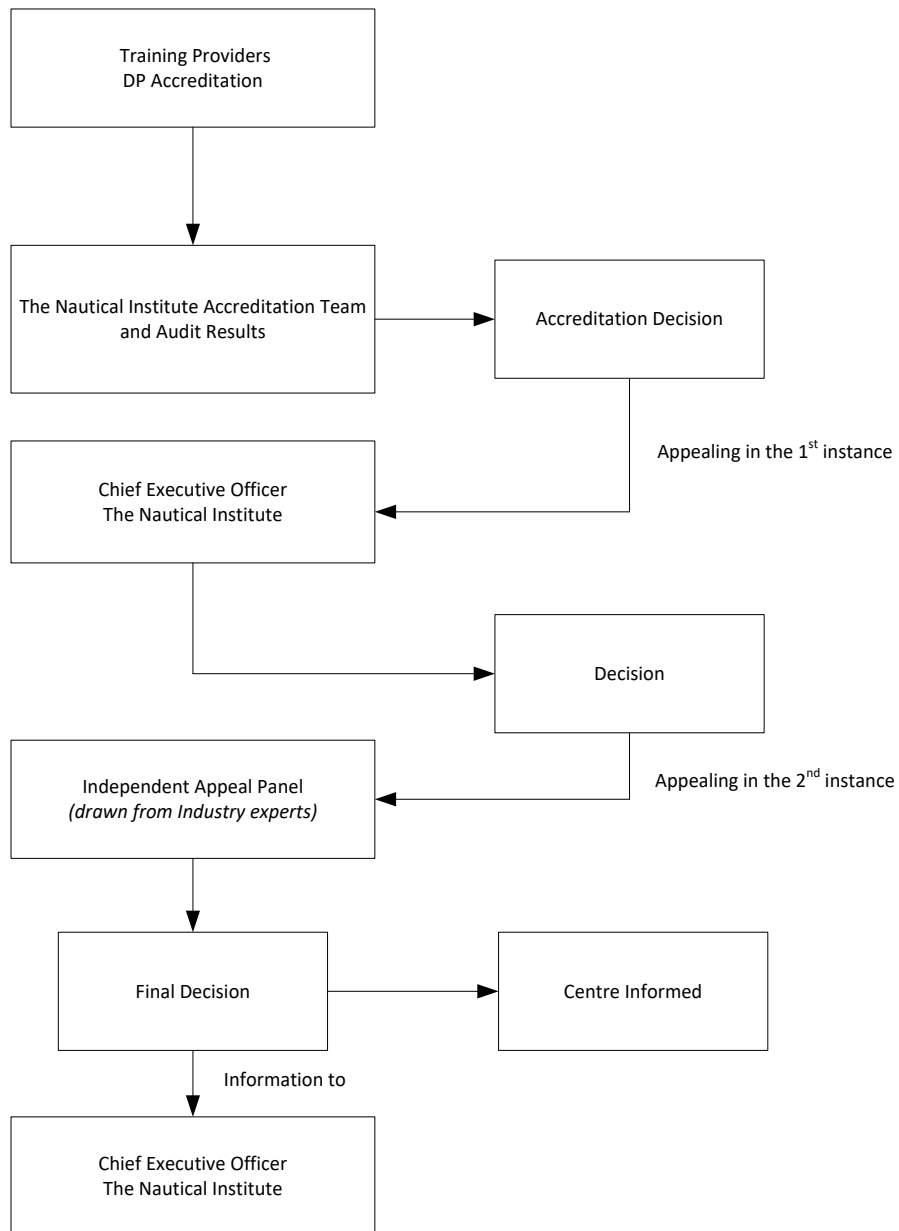 Training Providers
DP Accreditation
The Nautical Institute Accreditation Team
and Audit Results
Accreditation Decision
Appealing in the 1st instance
Chief Executive Officer
The Nautical Institute
Decision
Appealing in the 2nd instance
Independent Appeal Panel
(drawn from Industry experts)
Final Decision
Centre Informed
Information to
Chief Executive Officer
The Nautical Institute